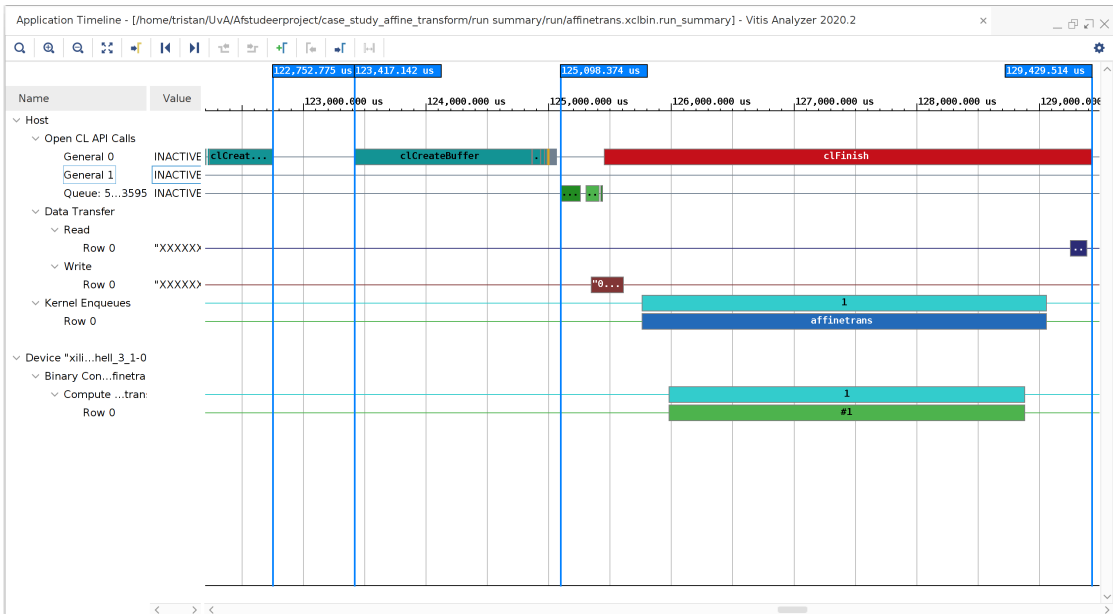 Application Timeline - [/home/tristan/UvA/Afstudeerproject/case_study_affine_transform/run summary/run/affinetrans.xclbin.run_summary] - Vitis Analyzer 2020.2
122,752.775 us 123,417.142 us 125,098.374 us 129,429.514 us
Name Value
123,000.000 us 124,000.000 us 125,000.000 us 126,000.000 us 127,000.000 us 128,000.000 us 129,000.00
Host
Open CL API Calls
General 0 INACTIVE clCreat... clCreateBuffer . clFinish
General 1 INACTIVE
Queue: 5...3595 INACTIVE ... ..
Data Transfer
Read
Row 0 "XXXXXX ..
Write
Row 0 "XXXXXX "0...
Kernel Enqueues 1
Row 0 affinetrans
Device "xili...hell_3_1-0
Binary Con...finetra
Compute ...tran: 1
Row 0 #1